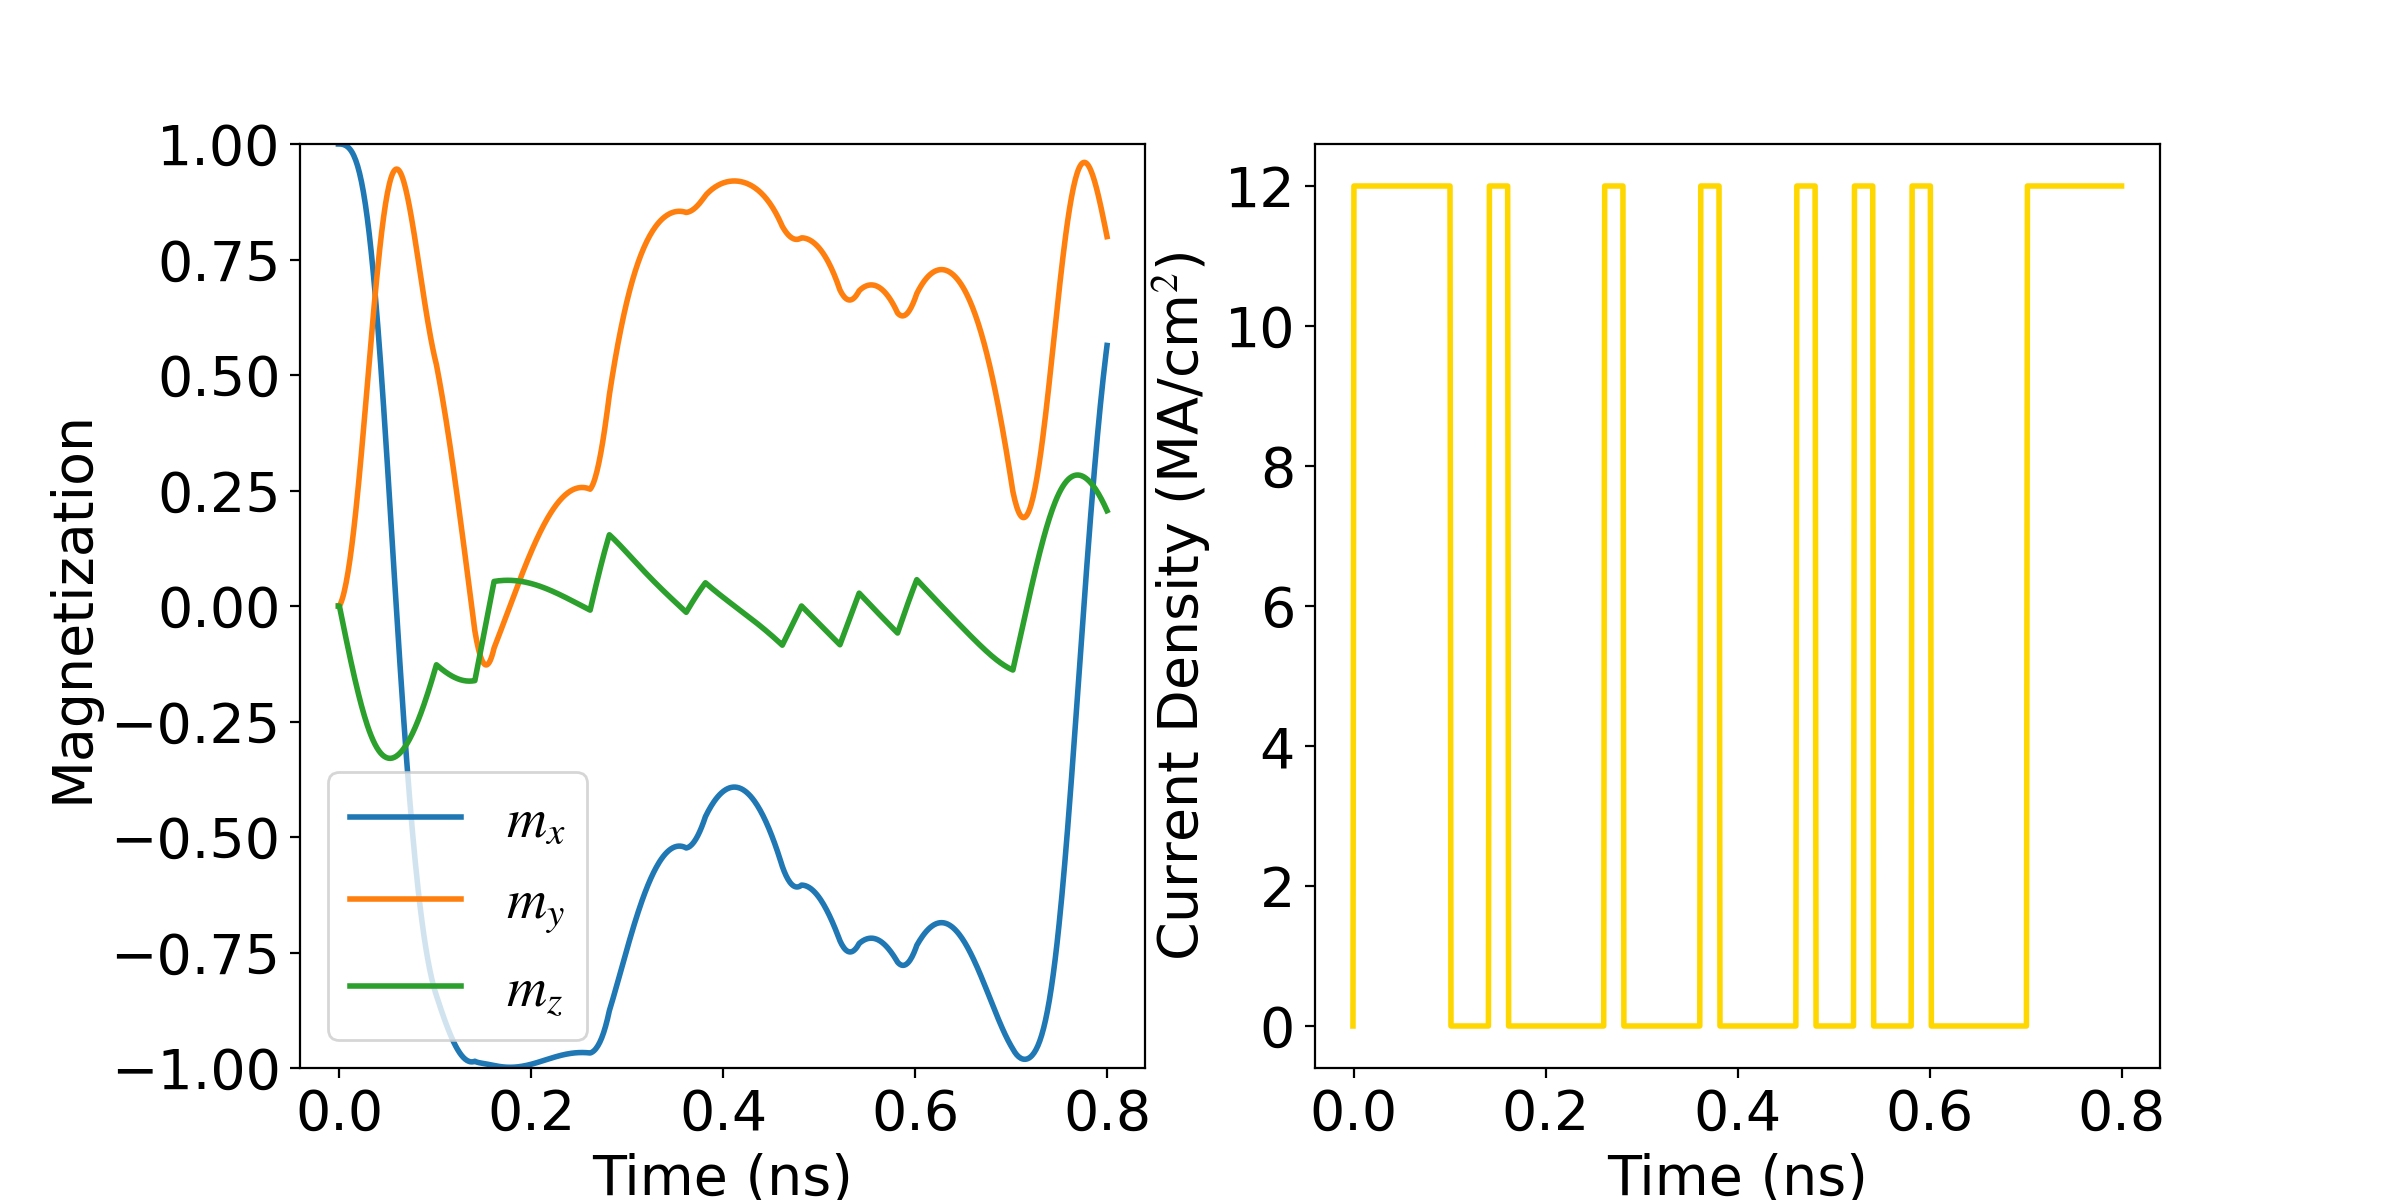 Magnetization
1.00
0.75
0.50
0.25
0.00
−0.25
−0.50
−0.75
−1.00
0.0 0.2 0.4 0.6 0.8
Time (ns)
m_x
m_y
m_z
Current Density (MA/cm²)
12
10
8
6
4
2
0
0.0 0.2 0.4 0.6 0.8
Time (ns)